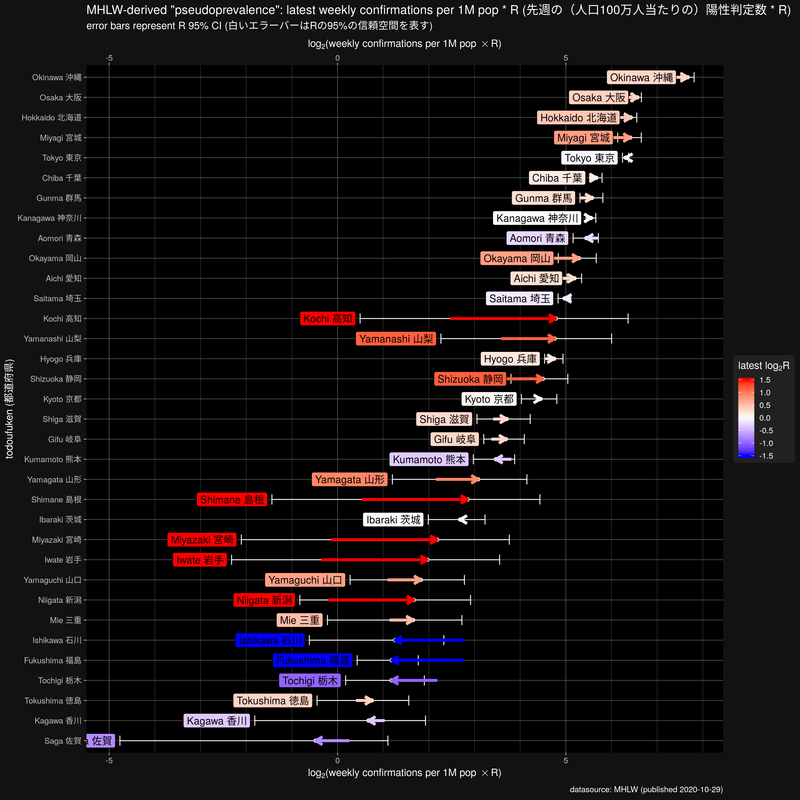 MHLW-derived "pseudoprevalence": latest weekly confirmations per 1M pop * R (先週の（人口100万人当たりの）陽性判定数 * R)
error bars represent R 95% CI (白いエラーバーはRの95%の信頼空間を表す)
log2(weekly confirmations per 1M pop × R)
-5 0 5
Okinawa 沖縄 Okinawa 沖縄
Osaka 大阪 Osaka 大阪
Hokkaido 北海道 Hokkaido 北海道
Miyagi 宮城 Miyagi 宮城
Tokyo 東京 Tokyo 東京
Chiba 千葉 Chiba 千葉
Gunma 群馬 Gunma 群馬
Kanagawa 神奈川 Kanagawa 神奈川
Aomori 青森 Aomori 青森
Okayama 岡山 Okayama 岡山
Aichi 愛知 Aichi 愛知
Saitama 埼玉 Saitama 埼玉
Kochi 高知 Kochi 高知
Yamanashi 山梨 Yamanashi 山梨
Hyogo 兵庫 Hyogo 兵庫
Shizuoka 静岡 Shizuoka 静岡
Kyoto 京都 Kyoto 京都
Shiga 滋賀 Shiga 滋賀
Gifu 岐阜 Gifu 岐阜
Kumamoto 熊本 Kumamoto 熊本
Yamagata 山形 Yamagata 山形
Shimane 島根 Shimane 島根
Ibaraki 茨城 Ibaraki 茨城
Miyazaki 宮崎 Miyazaki 宮崎
Iwate 岩手 Iwate 岩手
Yamaguchi 山口 Yamaguchi 山口
Niigata 新潟 Niigata 新潟
Mie 三重 Mie 三重
Ishikawa 石川 Ishikawa 石川
Fukushima 福島 Fukushima 福島
Tochigi 栃木 Tochigi 栃木
Tokushima 徳島 Tokushima 徳島
Kagawa 香川 Kagawa 香川
Saga 佐賀 佐賀
-5 0 5
log2(weekly confirmations per 1M pop × R)
todoufuken (都道府県)
latest log2R
1.5
1.0
0.5
0.0
-0.5
-1.0
-1.5
datasource: MHLW (published 2020-10-29)